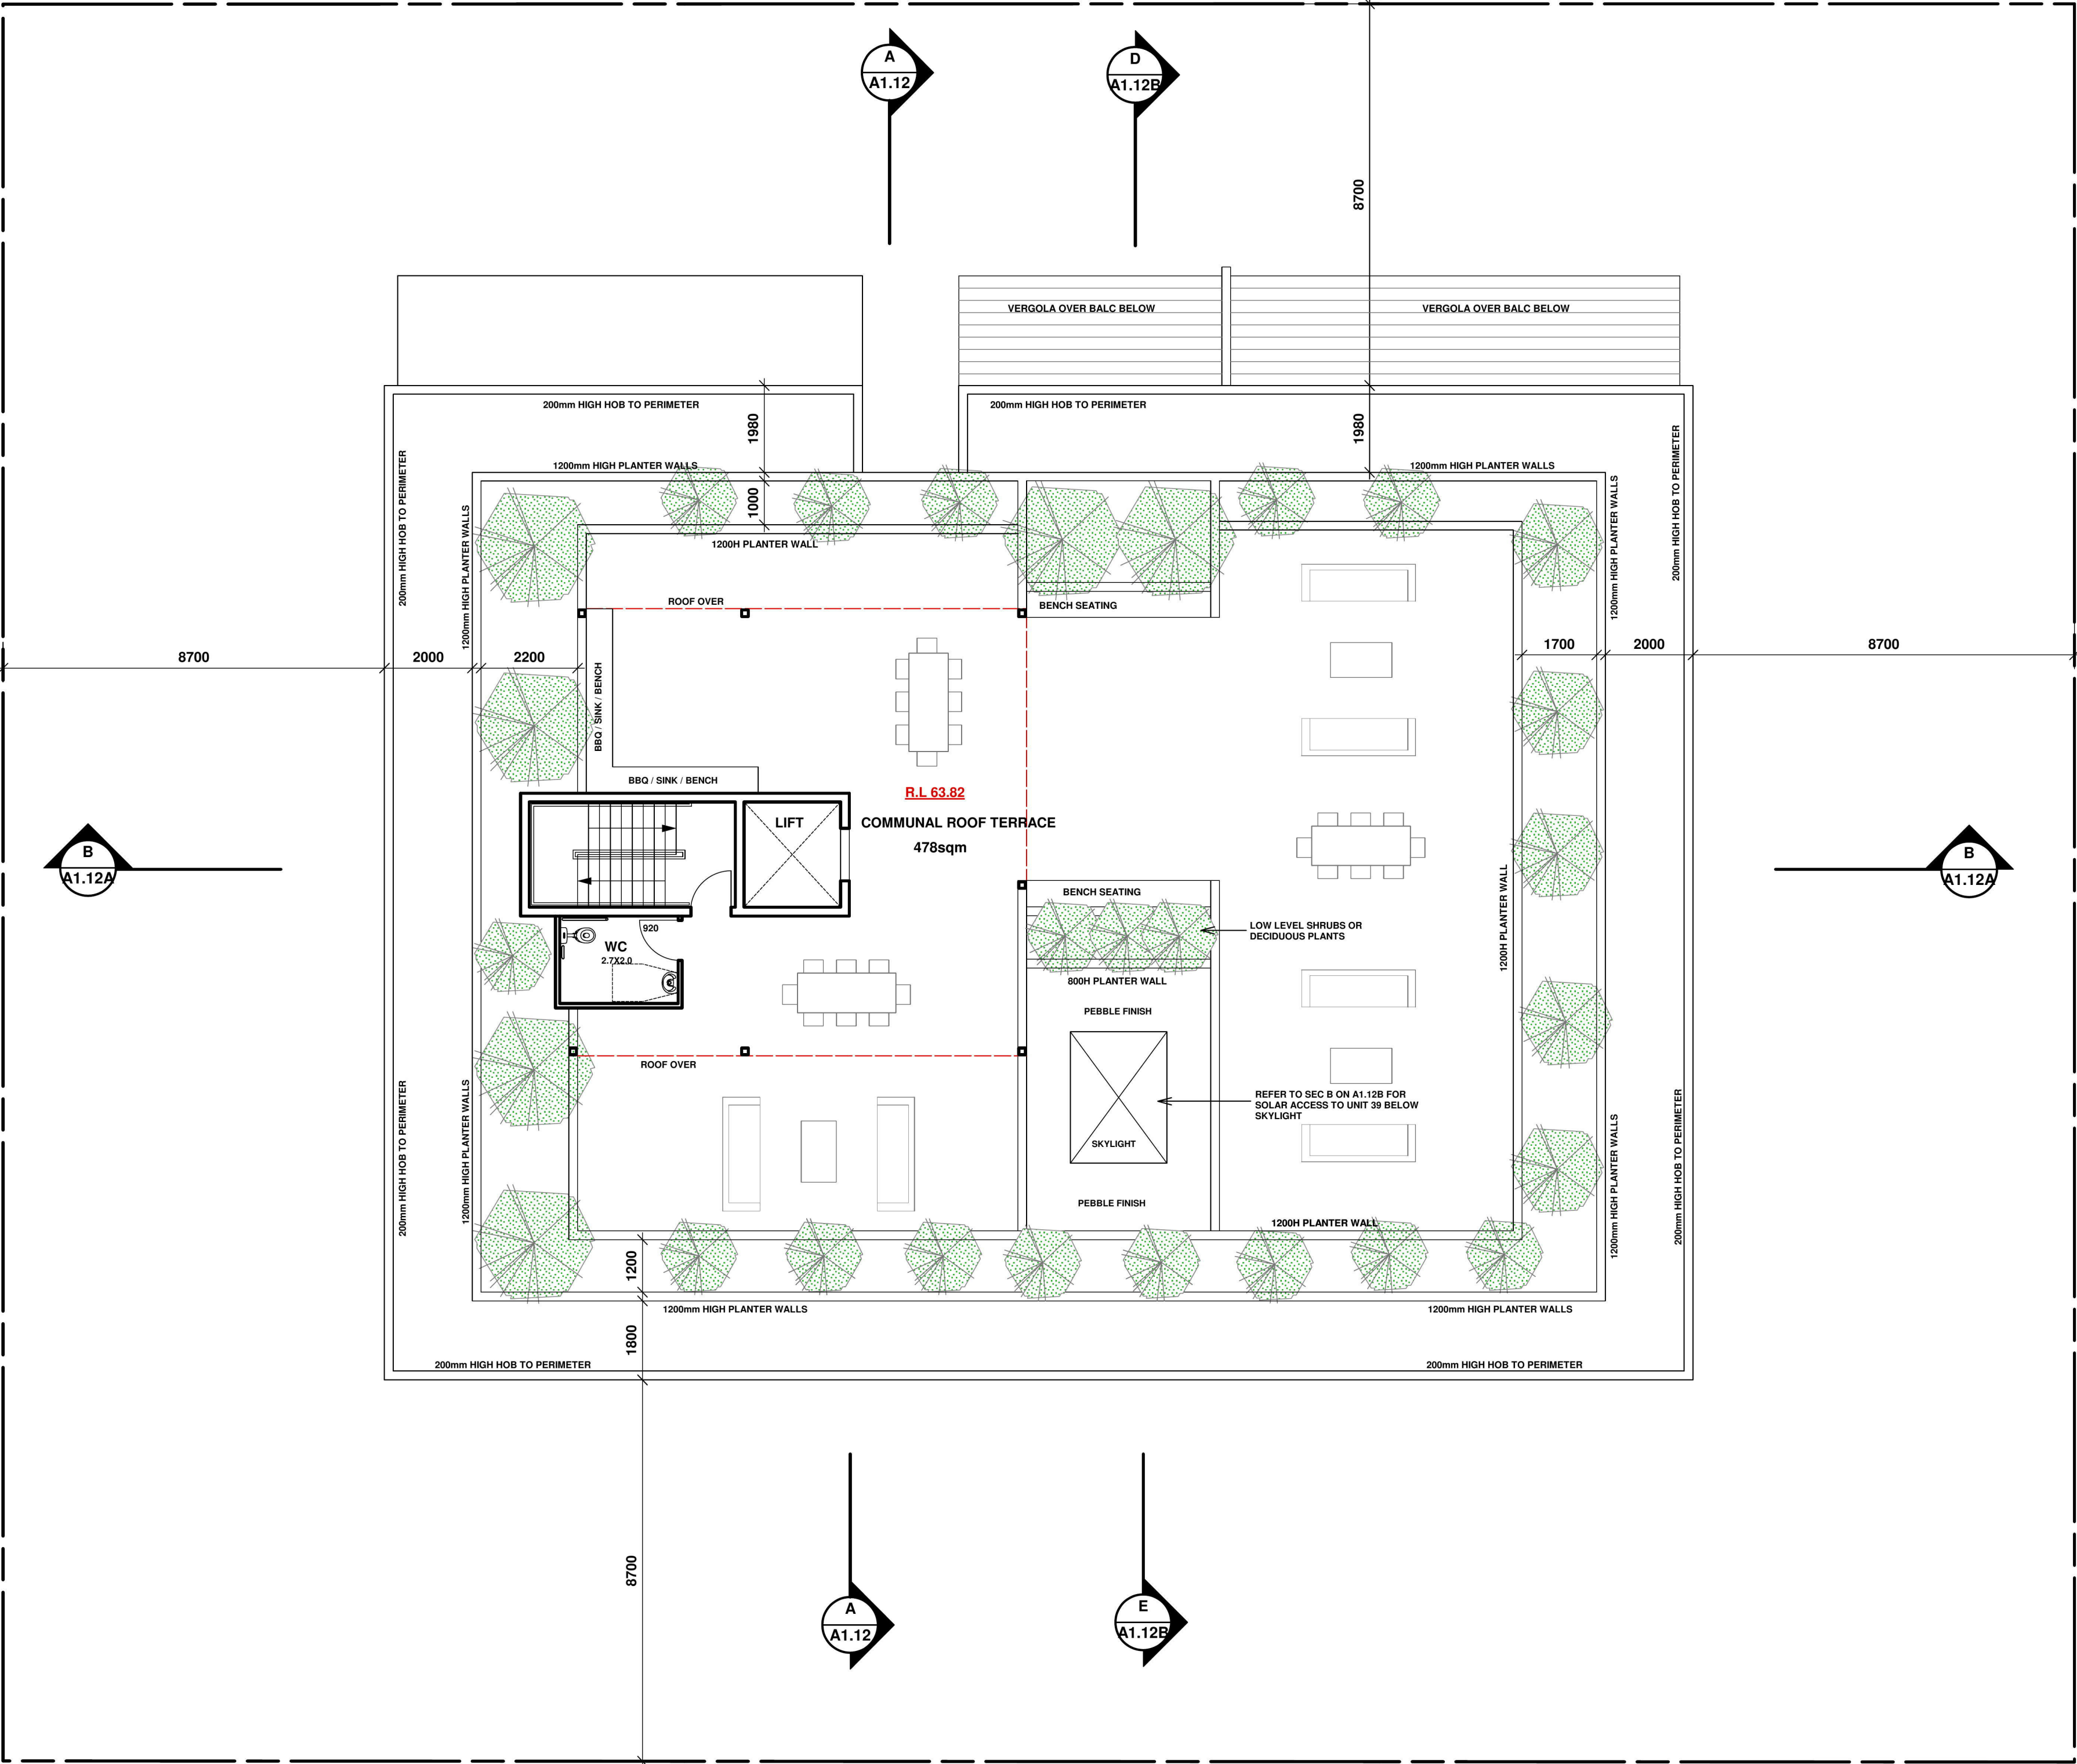 A
A1.12
D
A1.12B
8700
VERGOLA OVER BALC BELOW
VERGOLA OVER BALC BELOW
200mm HIGH HOB TO PERIMETER
200mm HIGH HOB TO PERIMETER
1980
1980
200mm HIGH HOB TO PERIMETER
200mm HIGH HOB TO PERIMETER
1200mm HIGH PLANTER WALLS
1200mm HIGH PLANTER WALLS
1200mm HIGH PLANTER WALLS
1200mm HIGH PLANTER WALLS
1000
1200H PLANTER WALL
ROOF OVER
BENCH SEATING
8700
2000
2200
1700
2000
8700
BBQ / SINK / BENCH
BBQ / SINK / BENCH
R.L 63.82
LIFT
COMMUNAL ROOF TERRACE
478sqm
B
A1.12A
B
A1.12A
BENCH SEATING
1200H PLANTER WALL
920
WC
2.7X2.0
LOW LEVEL SHRUBS OR
DECIDUOUS PLANTS
800H PLANTER WALL
PEBBLE FINISH
ROOF OVER
REFER TO SEC B ON A1.12B FOR
SOLAR ACCESS TO UNIT 39 BELOW
SKYLIGHT
SKYLIGHT
PEBBLE FINISH
200mm HIGH HOB TO PERIMETER
1200mm HIGH PLANTER WALLS
1200mm HIGH PLANTER WALLS
200mm HIGH HOB TO PERIMETER
1200H PLANTER WALL
1200
1200mm HIGH PLANTER WALLS
1200mm HIGH PLANTER WALLS
1800
200mm HIGH HOB TO PERIMETER
200mm HIGH HOB TO PERIMETER
8700
A
A1.12
E
A1.12B